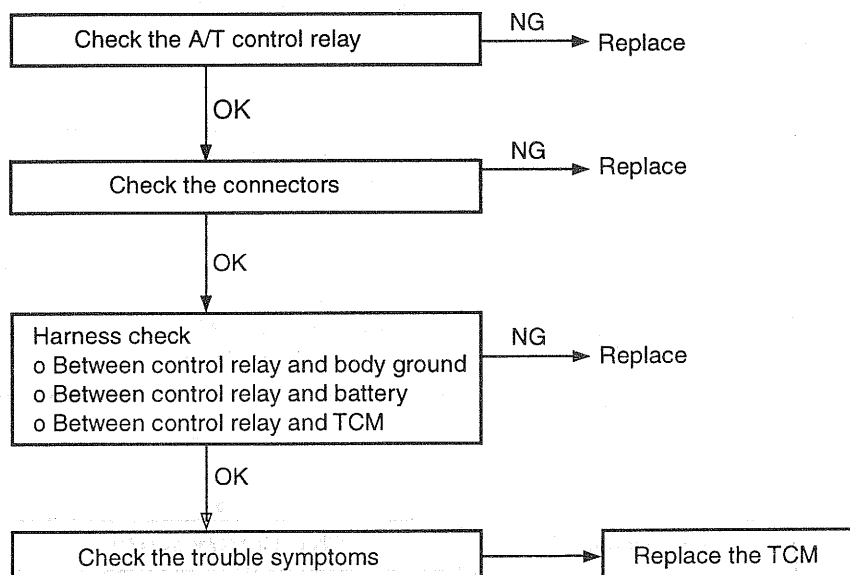 Check the A/T control relay
NG
Replace
OK
Check the connectors
NG
Replace
OK
Harness check
o Between control relay and body ground
o Between control relay and battery
o Between control relay and TCM
NG
Replace
OK
Check the trouble symptoms
Replace the TCM